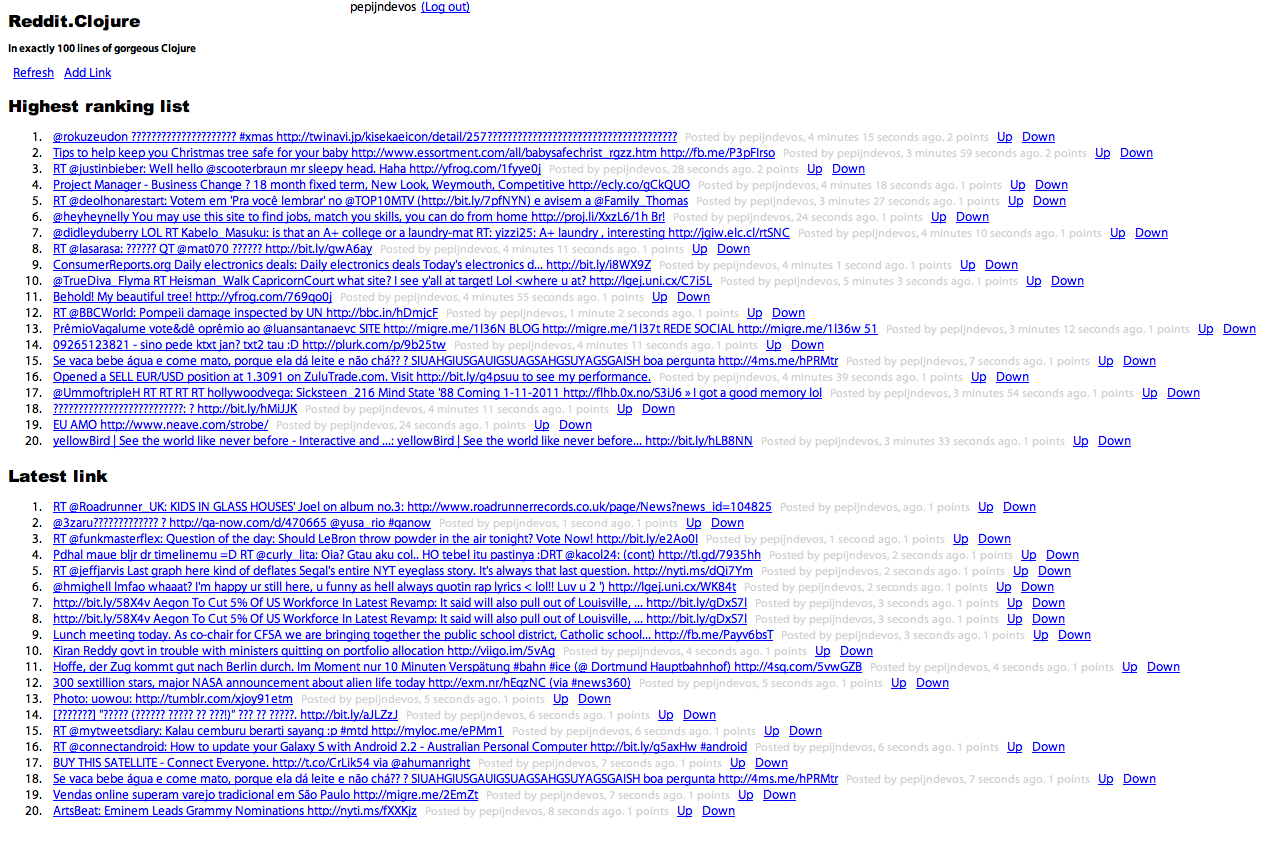 pepijndevos (Log out)
Reddit.Clojure
In exactly 100 lines of gorgeous Clojure
Refresh Add Link
Highest ranking list
1. @rokuzeudon ????????????????????? #xmas http://twinavi.jp/kisekaeicon/detail/257?????????????????????????????????????? Posted by pepijndevos, 4 minutes 15 seconds ago. 2 points Up Down
2. Tips to help keep you Christmas tree safe for your baby http://www.essortment.com/all/babysafechrist_rgzz.htm http://fb.me/P3pFIrso Posted by pepijndevos, 3 minutes 59 seconds ago. 2 points Up Down
3. RT @justinbieber: Well hello @scooterbraun mr sleepy head. Haha http://yfrog.com/1fyye0j Posted by pepijndevos, 28 seconds ago. 2 points Up Down
4. Project Manager - Business Change ? 18 month fixed term, New Look, Weymouth, Competitive http://ecly.co/gCkQUO Posted by pepijndevos, 4 minutes 18 seconds ago. 1 points Up Down
5. RT @deolhonarestart: Votem em 'Pra você lembrar' no @TOP10MTV (http://bit.ly/7pfNYN) e avisem a @Family_Thomas Posted by pepijndevos, 3 minutes 27 seconds ago. 1 points Up Down
6. @heyheynelly You may use this site to find jobs, match you skills, you can do from home http://proj.li/XxzL6/1h Br! Posted by pepijndevos, 24 seconds ago. 1 points Up Down
7. @didleyduberry LOL RT Kabelo_Masuku: is that an A+ college or a laundry-mat RT: yizzi25: A+ laundry , interesting http://jgiw.elc.cl/rtSNC Posted by pepijndevos, 4 minutes 10 seconds ago. 1 points Up Down
8. RT @lasarasa: ?????? QT @mat070 ?????? http://bit.ly/gwA6ay Posted by pepijndevos, 4 minutes 11 seconds ago. 1 points Up Down
9. ConsumerReports.org Daily electronics deals: Daily electronics deals Today's electronics d... http://bit.ly/i8WX9Z Posted by pepijndevos, 4 minutes 1 second ago. 1 points Up Down
10. @TrueDiva_Flyma RT Heisman_Walk CapricornCourt what site? I see y'all at target! Lol <where u at? http://lgej.uni.cx/C7i5L Posted by pepijndevos, 5 minutes 3 seconds ago. 1 points Up Down
11. Behold! My beautiful tree! http://yfrog.com/769qo0j Posted by pepijndevos, 4 minutes 55 seconds ago. 1 points Up Down
12. RT @BBCWorld: Pompeii damage inspected by UN http://bbc.in/hDmjcF Posted by pepijndevos, 1 minute 2 seconds ago. 1 points Up Down
13. PrêmioVagalume vote&dê oprêmio ao @luansantanaevc SITE http://migre.me/1l36N BLOG http://migre.me/1l37t REDE SOCIAL http://migre.me/1l36w 51 Posted by pepijndevos, 3 minutes 12 seconds ago. 1 points Up Down
14. 09265123821 - sino pede ktxt jan? txt2 tau :D http://plurk.com/p/9b25tw Posted by pepijndevos, 4 minutes 11 seconds ago. 1 points Up Down
15. Se vaca bebe água e come mato, porque ela dá leite e não chá?? ? SIUAHGIUSGAUIGSUAGSAHGSUYAGSGAISH boa pergunta http://4ms.me/hPRMtr Posted by pepijndevos, 7 seconds ago. 1 points Up Down
16. Opened a SELL EUR/USD position at 1.3091 on ZuluTrade.com. Visit http://bit.ly/q4psuu to see my performance. Posted by pepijndevos, 4 minutes 39 seconds ago. 1 points Up Down
17. @UmmoftripleH RT RT RT RT hollywoodvega: Sicksteen_216 Mind State '88 Coming 1-11-2011 http://flhb.0x.no/S3iJ6 » I got a good memory lol Posted by pepijndevos, 3 minutes 54 seconds ago. 1 points Up Down
18. ??????????????????????????: ? http://bit.ly/hMiJJK Posted by pepijndevos, 4 minutes 11 seconds ago. 1 points Up Down
19. EU AMO http://www.neave.com/strobe/ Posted by pepijndevos, 24 seconds ago. 1 points Up Down
20. yellowBird | See the world like never before - Interactive and ...: yellowBird | See the world like never before... http://bit.ly/hLB8NN Posted by pepijndevos, 3 minutes 33 seconds ago. 1 points Up Down
Latest link
1. RT @Roadrunner_UK: KIDS IN GLASS HOUSES' Joel on album no.3: http://www.roadrunnerrecords.co.uk/page/News?news_id=104825 Posted by pepijndevos, ago. 1 points Up Down
2. @3zaru????????????? ? http://qa-now.com/d/470665 @yusa_rio #qanow Posted by pepijndevos, 1 second ago. 1 points Up Down
3. RT @funkmasterflex: Question of the day: Should LeBron throw powder in the air tonight? Vote Now! http://bit.ly/e2Ao0I Posted by pepijndevos, 1 second ago. 1 points Up Down
4. Pdhal maue bljr dr timelinemu =D RT @curly_lita: Oia? Gtau aku col.. HO tebel itu pastinya :DRT @kacol24: (cont) http://tl.gd/7935hh Posted by pepijndevos, 2 seconds ago. 1 points Up Down
5. RT @jeffjarvis Last graph here kind of deflates Segal's entire NYT eyeglass story. It's always that last question. http://nyti.ms/dQI7Ym Posted by pepijndevos, 2 seconds ago. 1 points Up Down
6. @hmighell lmfao whaaat? I'm happy ur still here, u funny as hell always quotin rap lyrics < lol!! Luv u 2 ') http://lgej.uni.cx/WK84t Posted by pepijndevos, 2 seconds ago. 1 points Up Down
7. http://bit.ly/58X4v Aegon To Cut 5% Of US Workforce In Latest Revamp: It said will also pull out of Louisville, ... http://bit.ly/gDxS7l Posted by pepijndevos, 3 seconds ago. 1 points Up Down
8. http://bit.ly/58X4v Aegon To Cut 5% Of US Workforce In Latest Revamp: It said will also pull out of Louisville, ... http://bit.ly/gDxS7l Posted by pepijndevos, 3 seconds ago. 1 points Up Down
9. Lunch meeting today. As co-chair for CFSA we are bringing together the public school district, Catholic school... http://fb.me/Payv6bsT Posted by pepijndevos, 3 seconds ago. 1 points Up Down
10. Kiran Reddy govt in trouble with ministers quitting on portfolio allocation http://viigo.im/5vAg Posted by pepijndevos, 4 seconds ago. 1 points Up Down
11. Hoffe, der Zug kommt gut nach Berlin durch. Im Moment nur 10 Minuten Verspätung #bahn #ice (@ Dortmund Hauptbahnhof) http://4sq.com/5vwGZB Posted by pepijndevos, 4 seconds ago. 1 points Up Down
12. 300 sextillion stars, major NASA announcement about alien life today http://exm.nr/hEqzNC (via #news360) Posted by pepijndevos, 5 seconds ago. 1 points Up Down
13. Photo: uowou: http://tumblr.com/xjoy91etm Posted by pepijndevos, 5 seconds ago. 1 points Up Down
14. [???????] "????? (?????? ????? ?? ???!)" ??? ?? ?????. http://bit.ly/aJLZzJ Posted by pepijndevos, 6 seconds ago. 1 points Up Down
15. RT @mytweetsdiary: Kalau cemburu berarti sayang :p #mtd http://myloc.me/ePMm1 Posted by pepijndevos, 6 seconds ago. 1 points Up Down
16. RT @connectandroid: How to update your Galaxy S with Android 2.2 - Australian Personal Computer http://bit.ly/g5axHw #android Posted by pepijndevos, 6 seconds ago. 1 points Up Down
17. BUY THIS SATELLITE - Connect Everyone. http://t.co/CrLik54 via @ahumanright Posted by pepijndevos, 7 seconds ago. 1 points Up Down
18. Se vaca bebe água e come mato, porque ela dá leite e não chá?? ? SIUAHGIUSGAUIGSUAGSAHGSUYAGSGAISH boa pergunta http://4ms.me/hPRMtr Posted by pepijndevos, 7 seconds ago. 1 points Up Down
19. Vendas online superam varejo tradicional em São Paulo http://migre.me/2EmZt Posted by pepijndevos, 7 seconds ago. 1 points Up Down
20. ArtsBeat: Eminem Leads Grammy Nominations http://nyti.ms/fXXKjz Posted by pepijndevos, 8 seconds ago. 1 points Up Down